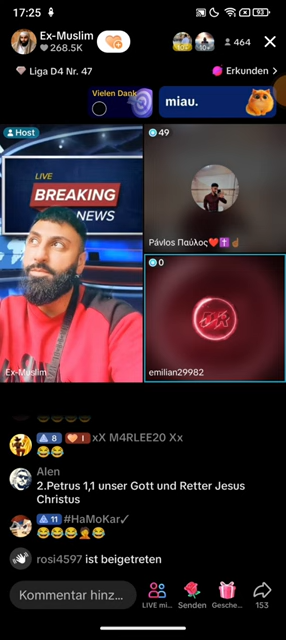 17:25
93
Ex-Muslim
268.5K
464
Liga D4 Nr. 47
Erkunden
Vielen Dank
miau.
Host
49
LIVE
BREAKING
NEWS
Pávlos Παύλος❤️✝️☝🏾
0
Ex-Muslim
emilian29982
😂😂😂😂
8 1 xX M4RLEE20 Xx
😂😂
Alen
2.Petrus 1,1 unser Gott und Retter Jesus
Christus
11 #HaMoKar✓
😂😂😂🤦😂
rosi4597 ist beigetreten
Kommentar hinz...
LIVE mi...
Senden
Gesche...
153